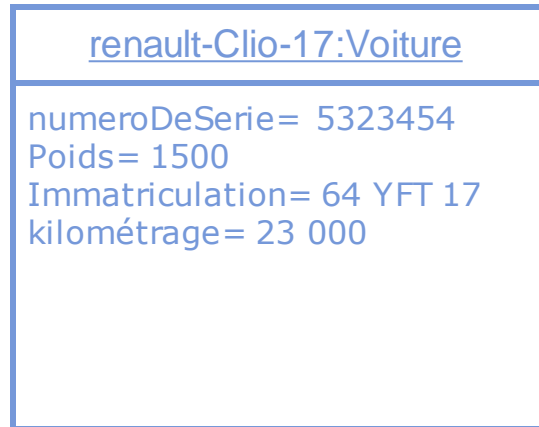 renault-Clio-17:Voiture
numeroDeSerie= 5323454
Poids= 1500
Immatriculation= 64 YFT 17
kilométrage= 23 000